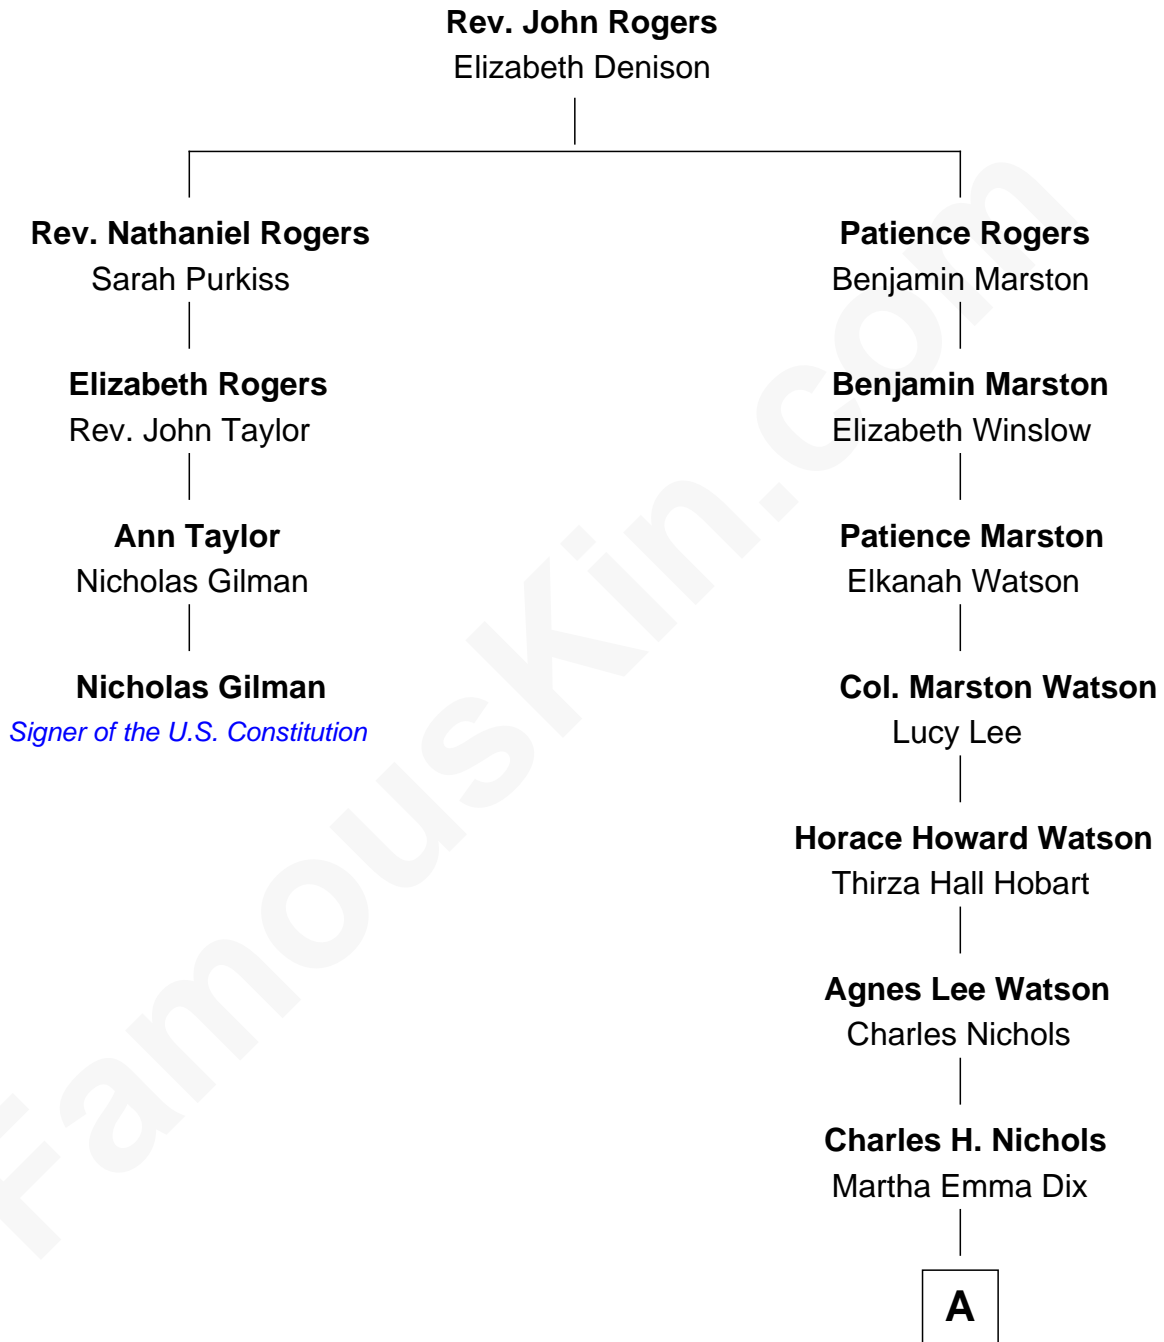 Rev. John Rogers
Elizabeth Denison
Rev. Nathaniel Rogers
Sarah Purkiss
Patience Rogers
Benjamin Marston
Elizabeth Rogers
Rev. John Taylor
Benjamin Marston
Elizabeth Winslow
Ann Taylor
Nicholas Gilman
Patience Marston
Elkanah Watson
Nicholas Gilman
Signer of the U.S. Constitution
Col. Marston Watson
Lucy Lee
Horace Howard Watson
Thirza Hall Hobart
Agnes Lee Watson
Charles Nichols
Charles H. Nichols
Martha Emma Dix
A
FamousKin.com